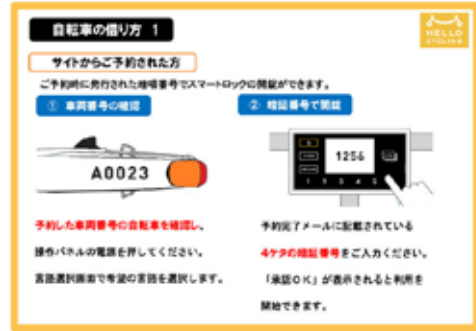 自転車の借り方 1
HELLO
CYCLING
サイトからご予約された方
ご予約時に発行された暗証番号でスマートロックの開錠ができます。
① 車両番号の確認
② 暗証番号で開錠
A0023
1256
1 2 3 4 5
予約した車両番号の自転車を確認し、
操作パネルの電源を押してください。
言語選択画面で希望の言語を選択します。
予約完了メールに記載されている
4ケタの暗証番号をご入力ください。
「承認OK」が表示されると利用を
開始できます。